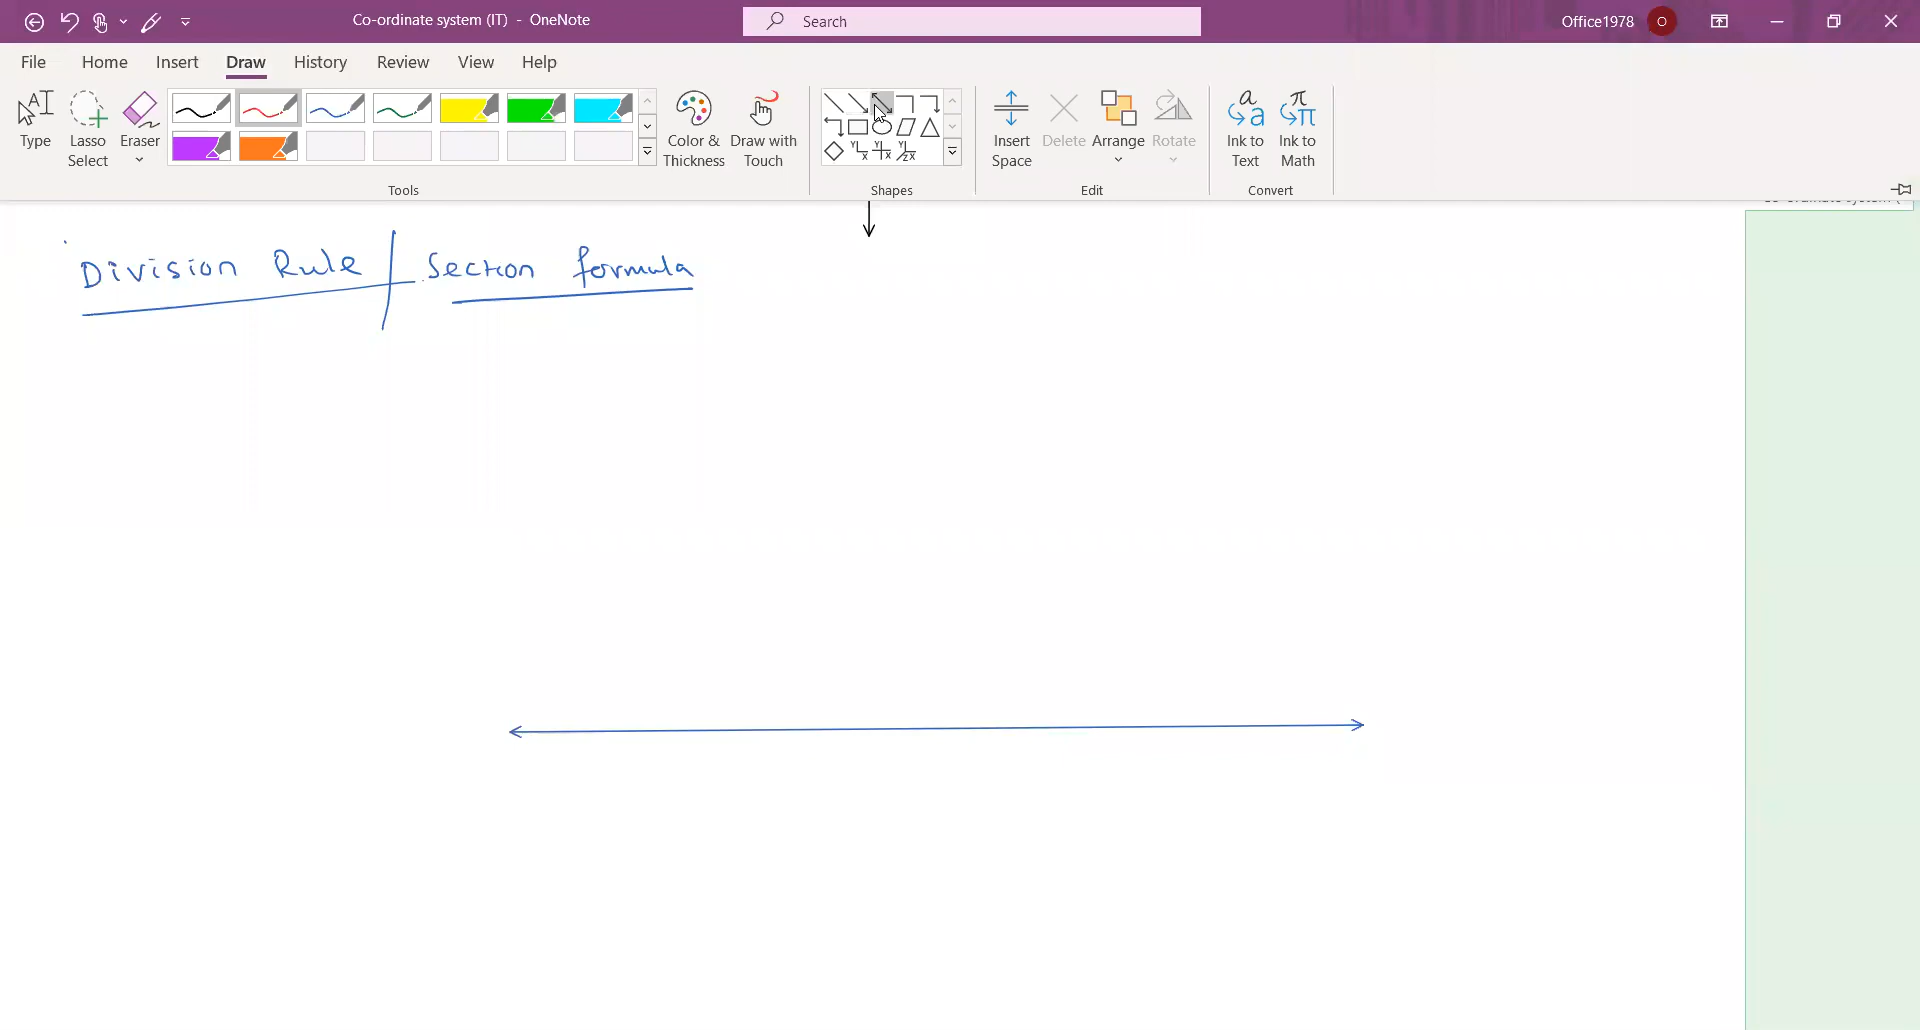 Co-ordinate system (IT) - OneNote
Search
Office1978
O
File Home Insert Draw History Review View Help
Type
Lasso Select
Eraser
Color & Thickness
Draw with Touch
Insert Space
Delete
Arrange
Rotate
Ink to Text
Ink to Math
Tools
Shapes
Edit
Convert
Division Rule / Section formula